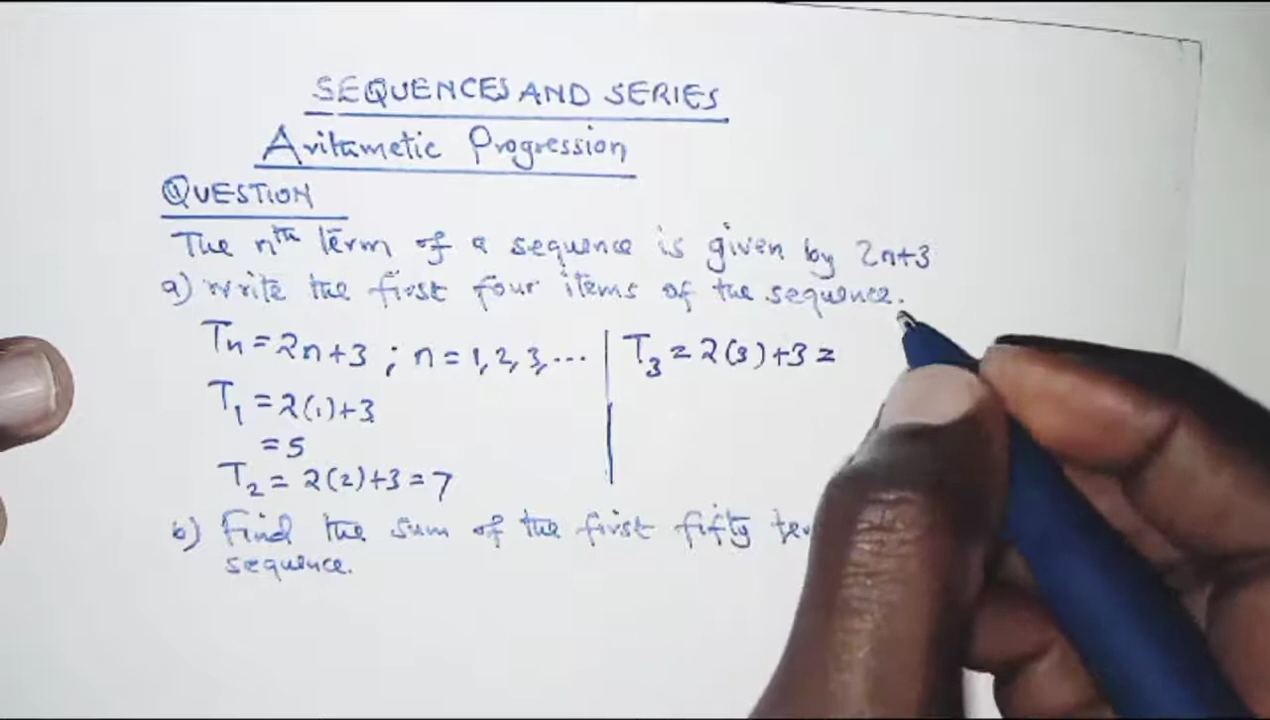 SEQUENCES AND SERIES
Aritametic Progression
QUESTION
The nth term of a sequence is given by 2n+3
a) write the first four items of the sequence.
Tn = 2n+3 ; n = 1, 2, 3, ...
T1 = 2(1)+3
= 5
T2 = 2(2)+3 = 7
T3 = 2(3)+3 =
b) Find the sum of the first fifty
sequence.